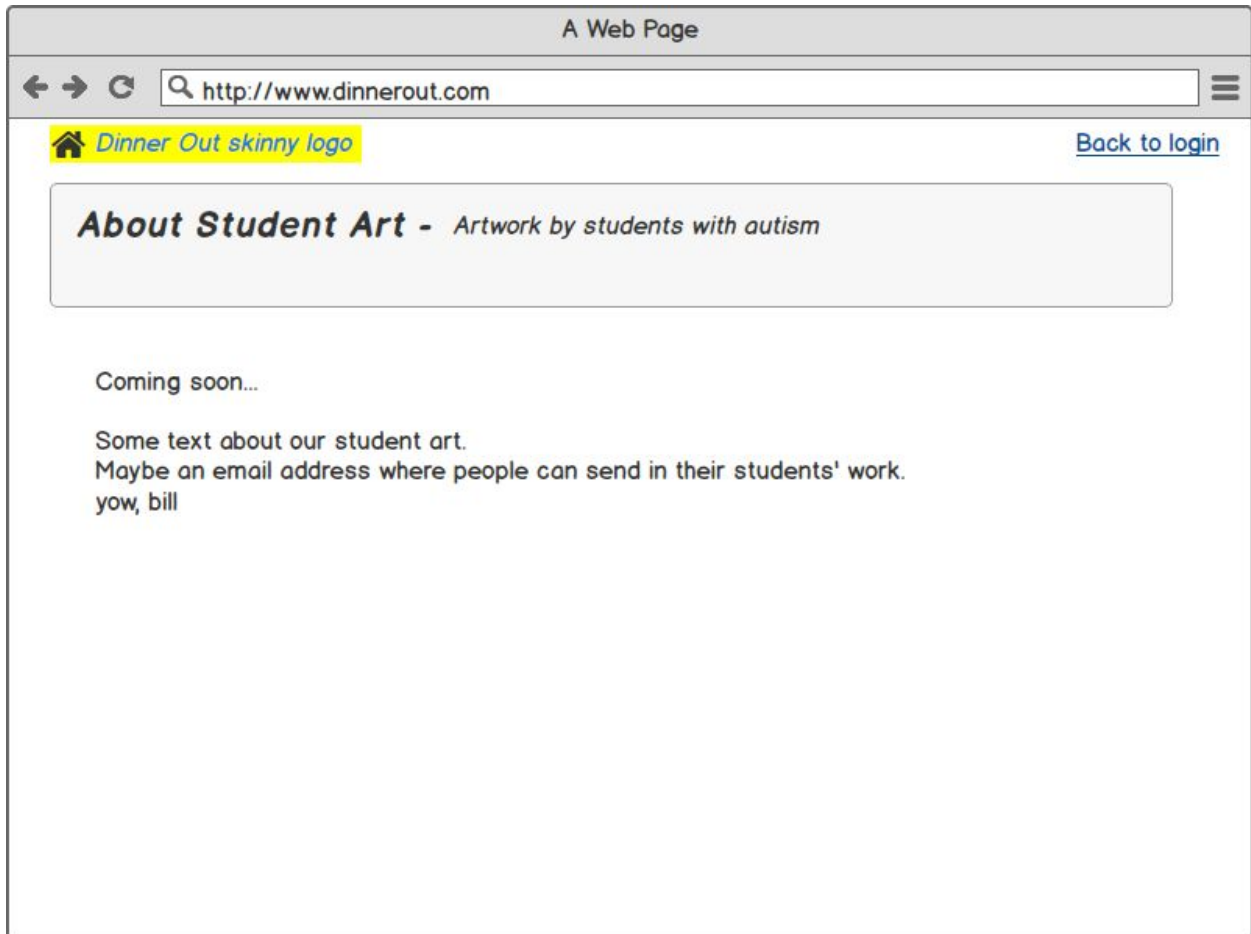 A Web Page
http://www.dinnerout.com
Dinner Out skinny logo
Back to login
About Student Art - Artwork by students with autism
Coming soon...
Some text about our student art.
Maybe an email address where people can send in their students' work.
yow, bill